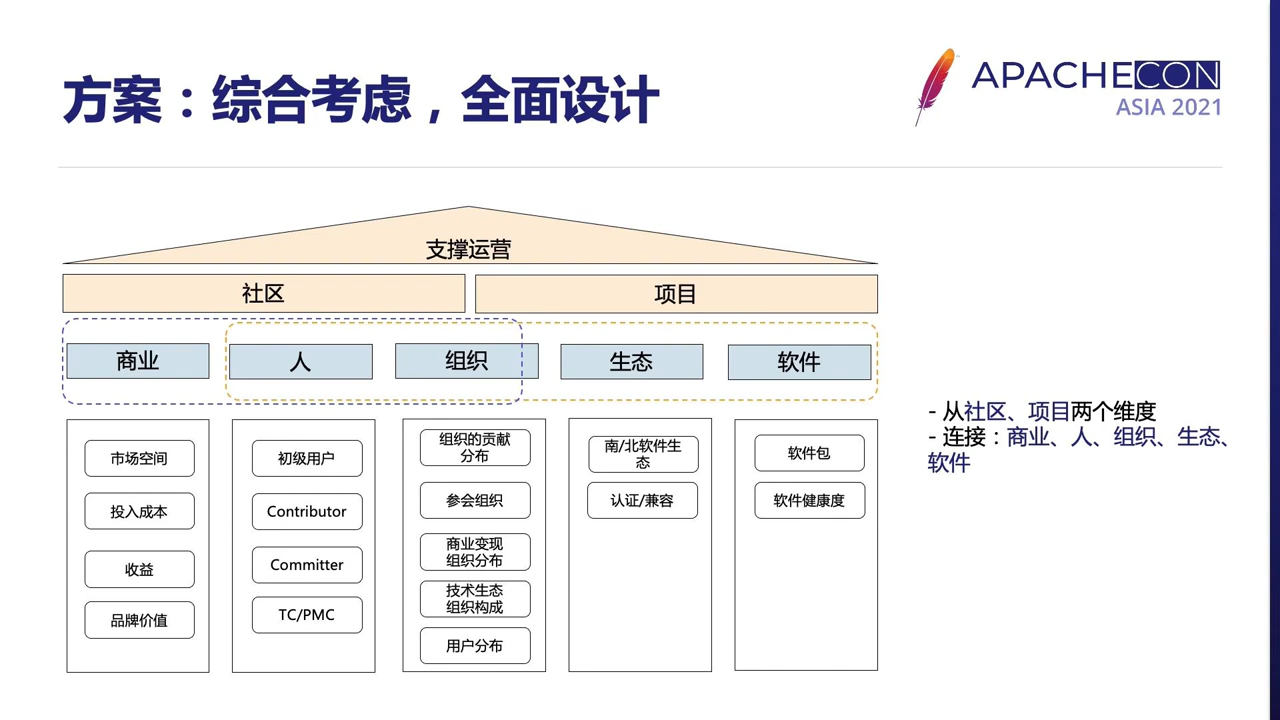 方案：综合考虑，全面设计
APACHECON
ASIA 2021
支撑运营
社区
项目
商业
人
组织
生态
软件
市场空间
投入成本
收益
品牌价值
初级用户
Contributor
Committer
TC/PMC
组织的贡献
分布
参会组织
商业变现
组织分布
技术生态
组织构成
用户分布
南/北软件生
态
认证/兼容
软件包
软件健康度
- 从社区、项目两个维度
- 连接：商业、人、组织、生态、
软件